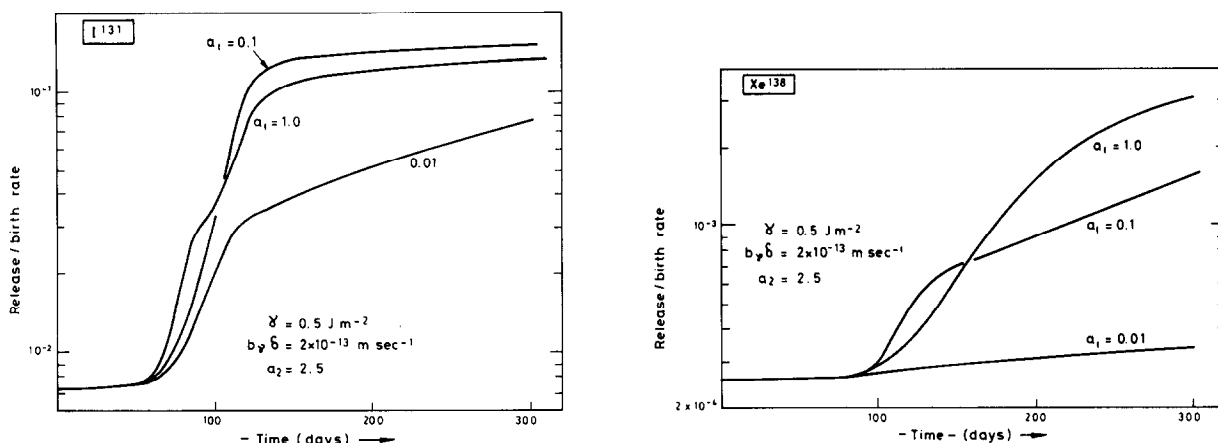 I¹³¹
a₁ = 0.1
10⁻¹
a₁ = 1.0
0.01
Release / birth rate
γ = 0.5 J m⁻²
bᵥδ = 2x10⁻¹³ m sec⁻¹
a₂ = 2.5
10⁻²
100
200
300
- Time (days) →
Xe¹³⁸
a₁ = 1.0
10⁻³
a₁ = 0.1
Release/birth rate
γ = 0.5 J m⁻²
bᵥδ = 2x10⁻¹³ m sec⁻¹
a₂ = 2.5
a₁ = 0.01
2 x 10⁻⁴
100
200
300
- Time - (days) →